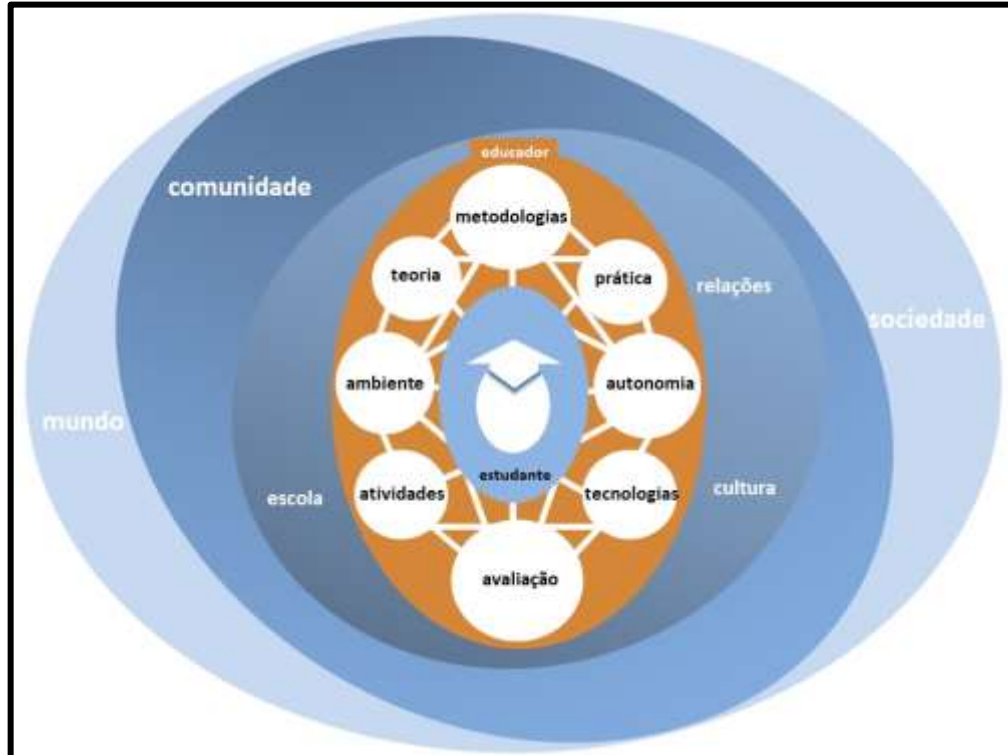 educador
comunidade
metodologias
teoria
prática
relações
sociedade
ambiente
autonomia
mundo
estudante
escola
atividades
tecnologias
cultura
avaliação